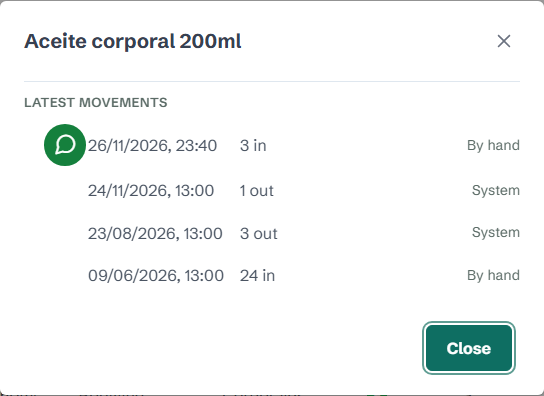 Aceite corporal 200ml
LATEST MOVEMENTS
26/11/2026, 23:40 3 in By hand
24/11/2026, 13:00 1 out System
23/08/2026, 13:00 3 out System
09/06/2026, 13:00 24 in By hand
Close